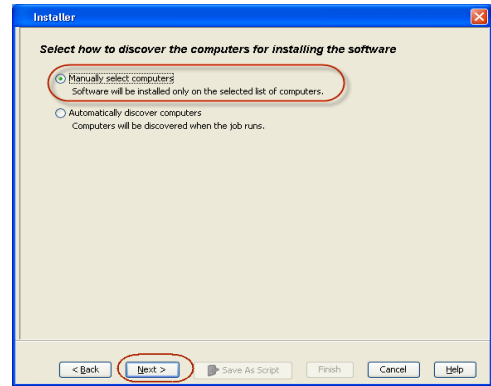 Installer
Select how to discover the computers for installing the software
Manually select computers
Software will be installed only on the selected list of computers.
Automatically discover computers
Computers will be discovered when the job runs.
< Back
Next >
Save As Script
Finish
Cancel
Help